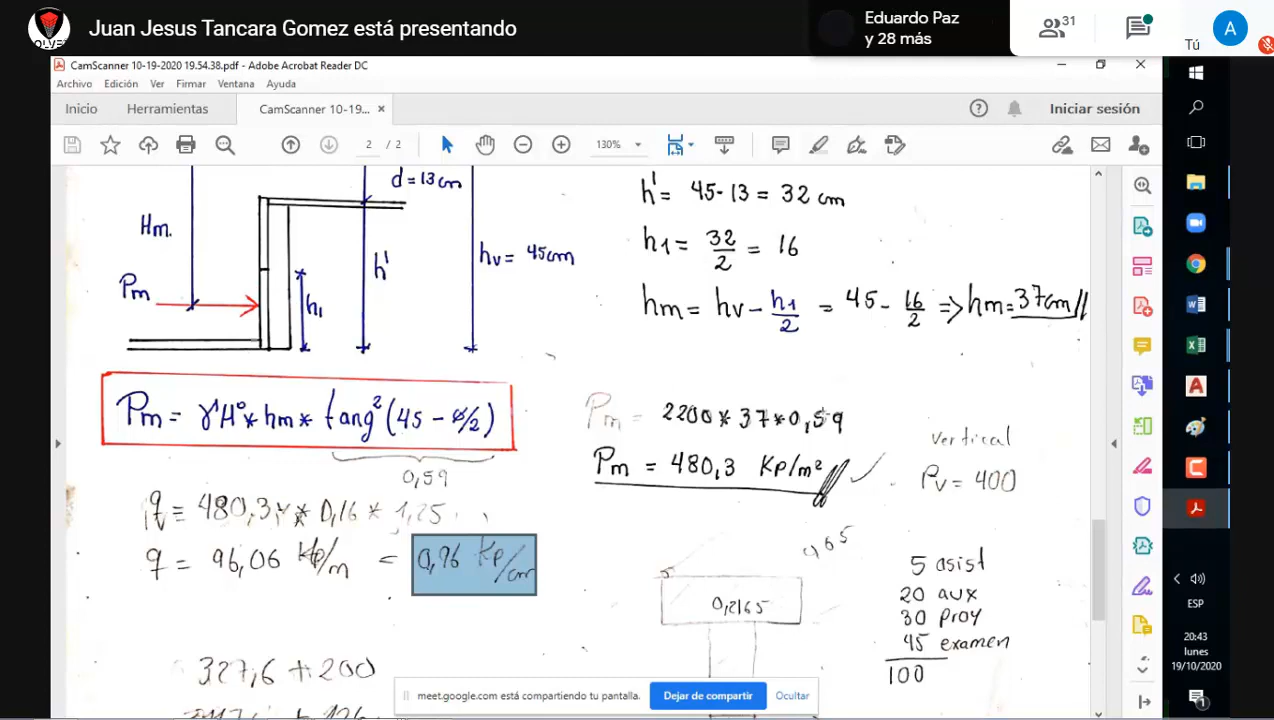 Juan Jesus Tancara Gomez está presentando
Eduardo Paz
y 28 más
31
A
Tú
CamScanner 10-19-2020 19.54.38.pdf - Adobe Acrobat Reader DC
Archivo Edición Ver Firmar Ventana Ayuda
Inicio Herramientas CamScanner 10-19... × Iniciar sesión
2 / 2 130%
d = 13 cm
Hm.
Pm
h'
h1
hv = 45cm
h' = 45-13 = 32 cm
h1 = 32/2 = 16
hm = hv - h1/2 = 45 - 16/2 => hm = 37cm//
Pm = γH° * hm * tang² (45 - ø/2)
0,59
Pm = 2200 * 37 * 0,59
Pm = 480,3 Kp/m²
vertical
Pv = 400
q = 480,3 * 0,16 * 1,25
q = 96,06 Kp/m = 0,96 Kp/cm
0,2165
5 asist
20 aux
30 proy
45 examen
100
327,6 + 200
meet.google.com está compartiendo tu pantalla. Dejar de compartir Ocultar
ESP
20:43
lunes
19/10/2020
1